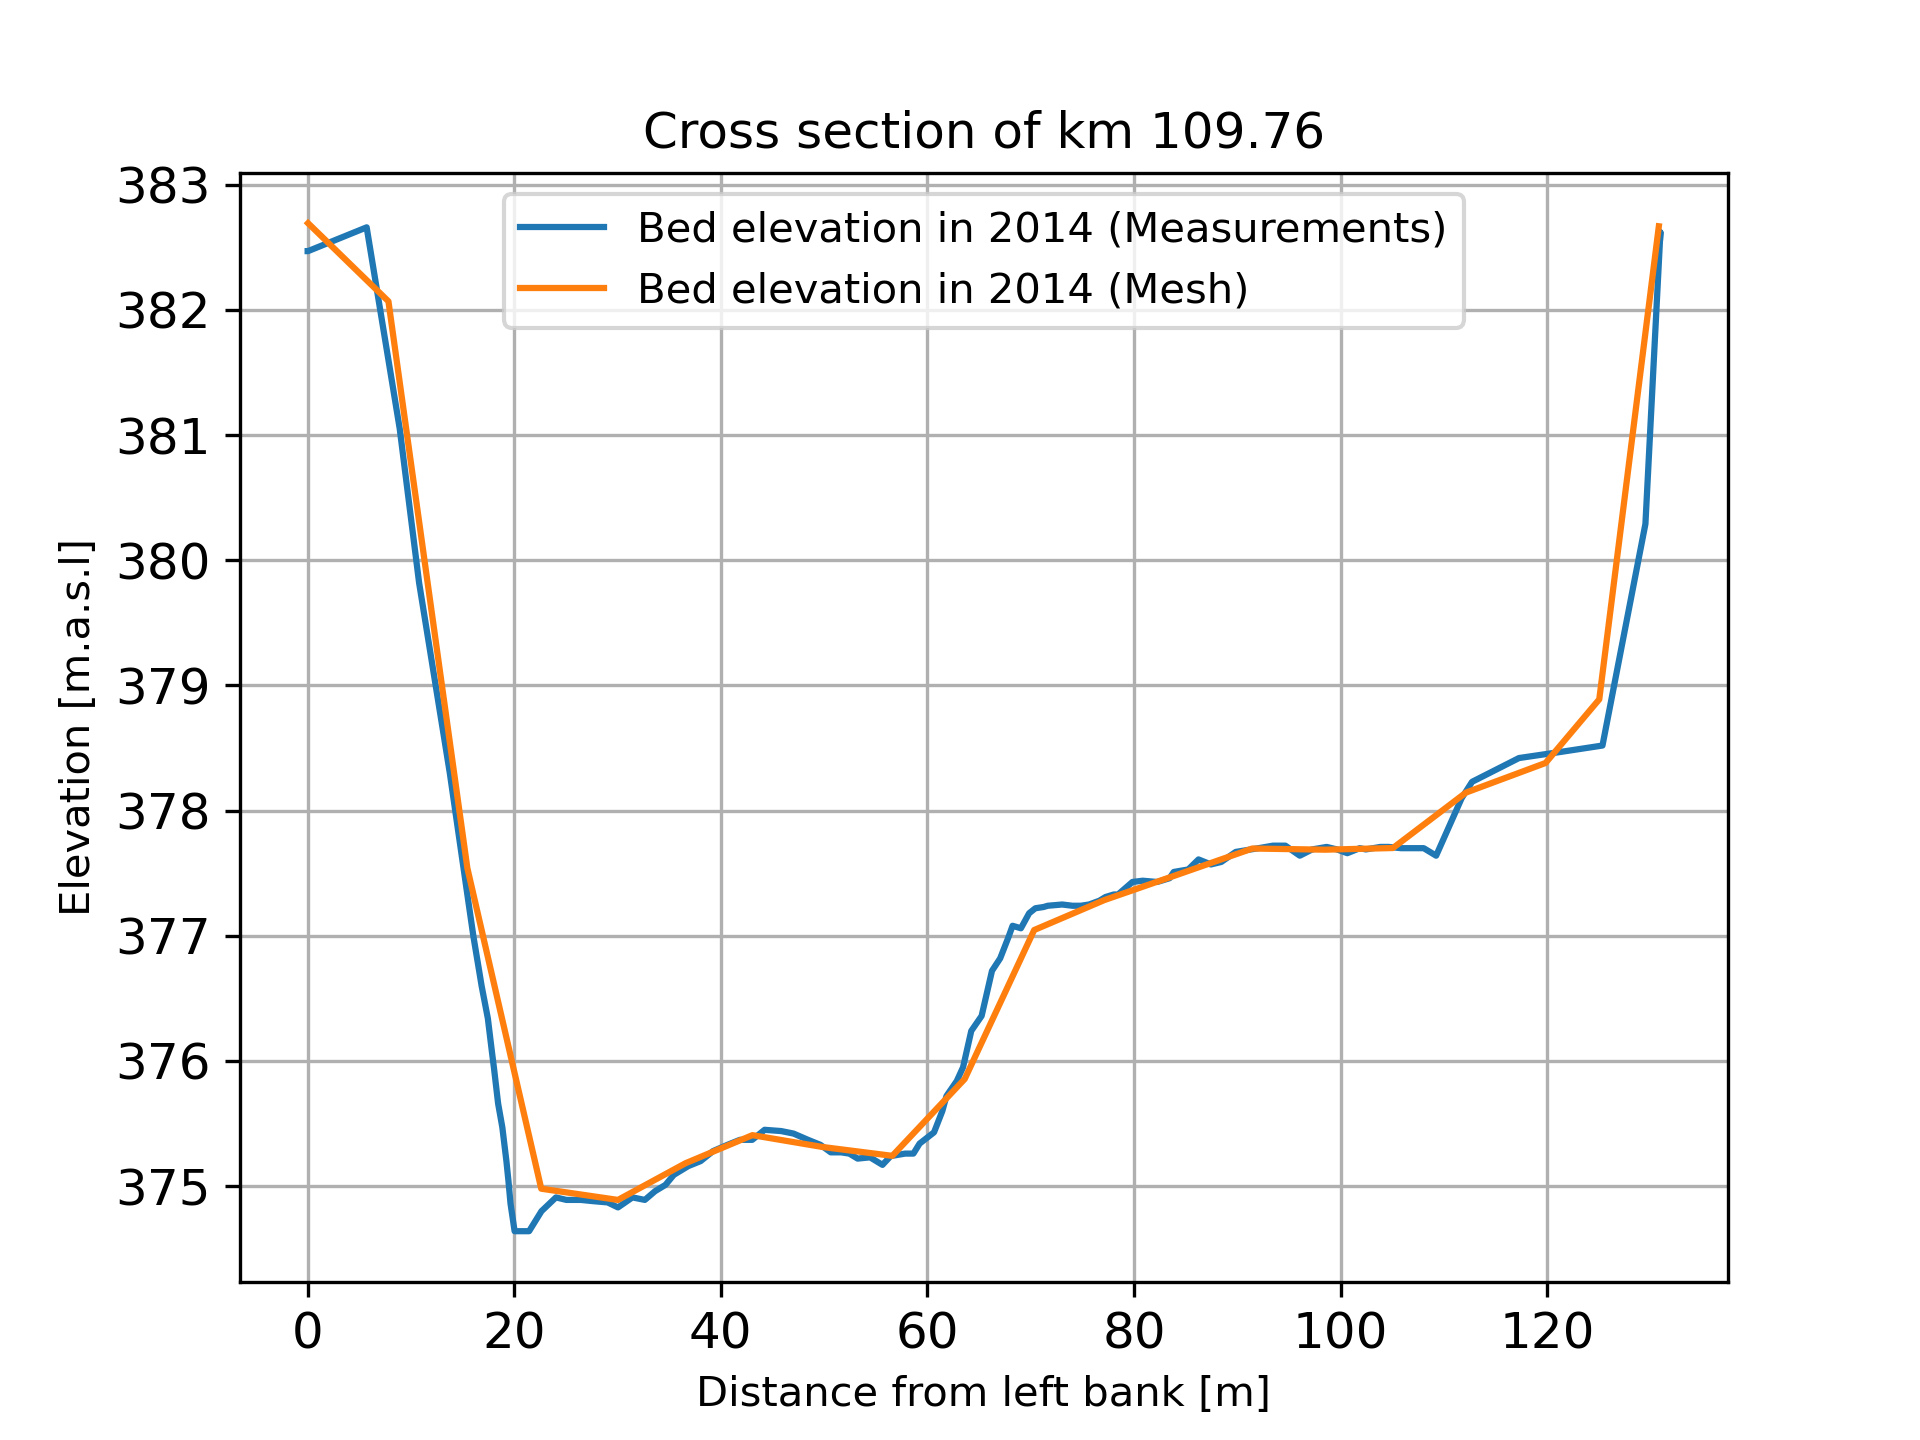 Cross section of km 109.76
Bed elevation in 2014 (Measurements)
Bed elevation in 2014 (Mesh)
383
382
381
380
379
378
377
376
375
Elevation [m.a.s.l]
0 20 40 60 80 100 120
Distance from left bank [m]